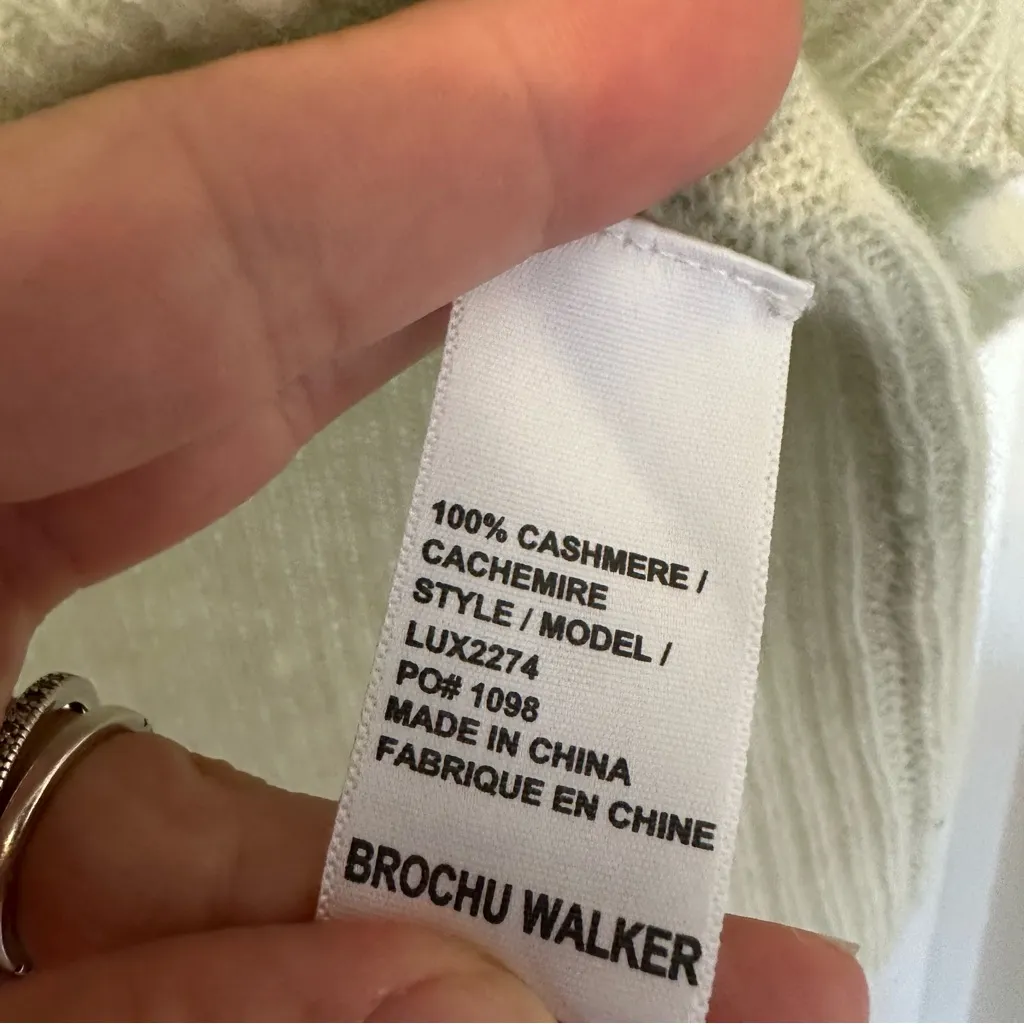 100% CASHMERE /
CACHEMIRE
STYLE / MODEL /
LUX2274
PO# 1098
MADE IN CHINA
FABRIQUE EN CHINE
BROCHU WALKER